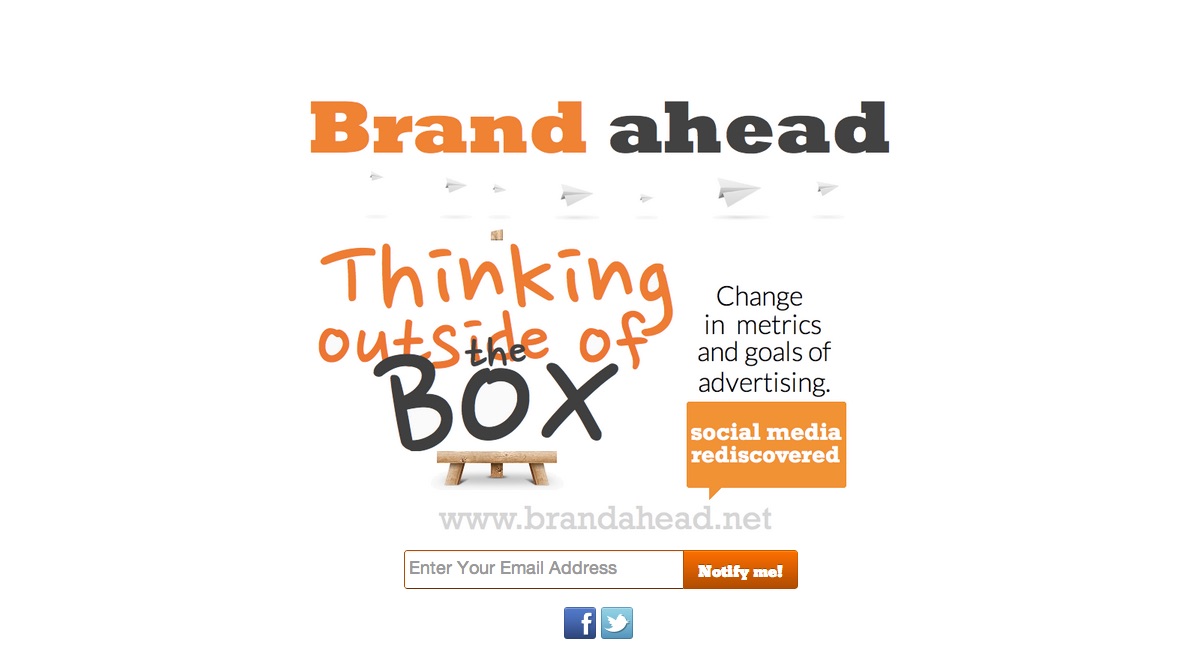 Brand ahead
Thinking
outside of
the
BOX
Change
in metrics
and goals of
advertising.
social media
rediscovered
www.brandahead.net
Enter Your Email Address
Notify me!
f